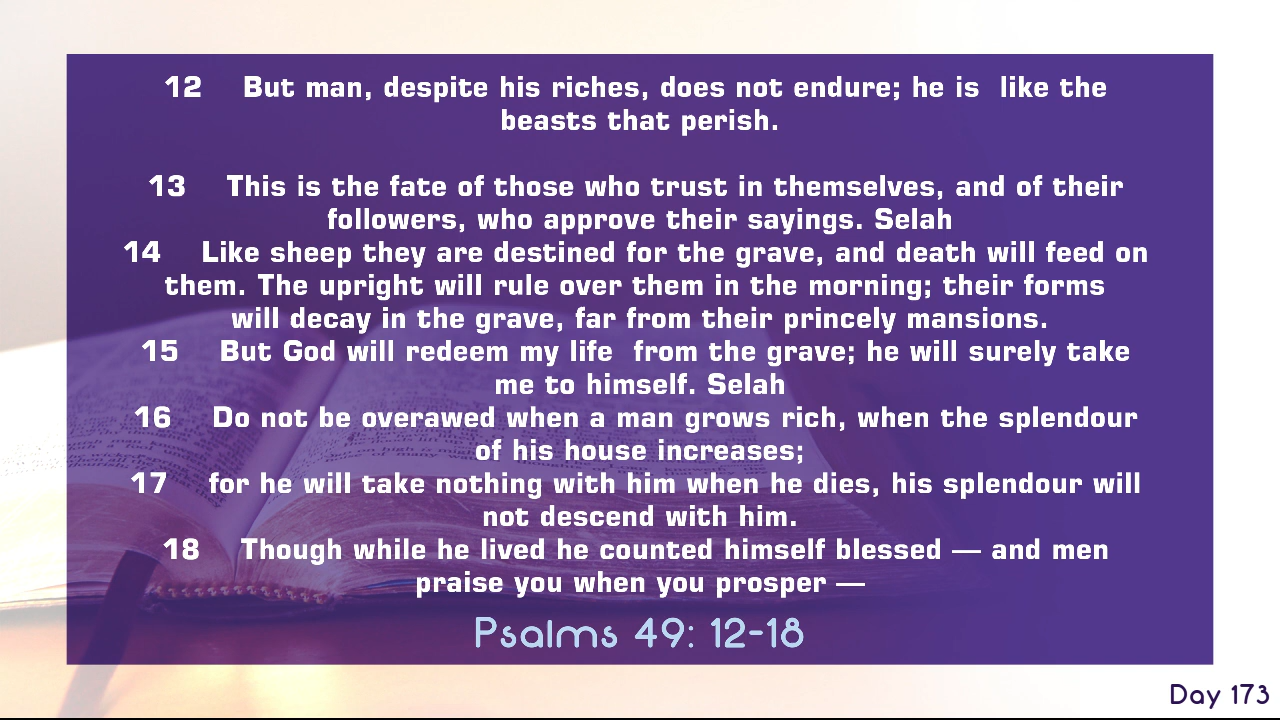 12 But man, despite his riches, does not endure; he is like the
beasts that perish.
13 This is the fate of those who trust in themselves, and of their
followers, who approve their sayings. Selah
14 Like sheep they are destined for the grave, and death will feed on
them. The upright will rule over them in the morning; their forms
will decay in the grave, far from their princely mansions.
15 But God will redeem my life from the grave; he will surely take
me to himself. Selah
16 Do not be overawed when a man grows rich, when the splendour
of his house increases;
17 for he will take nothing with him when he dies, his splendour will
not descend with him.
18 Though while he lived he counted himself blessed — and men
praise you when you prosper —
Psalms 49: 12-18
Day 173